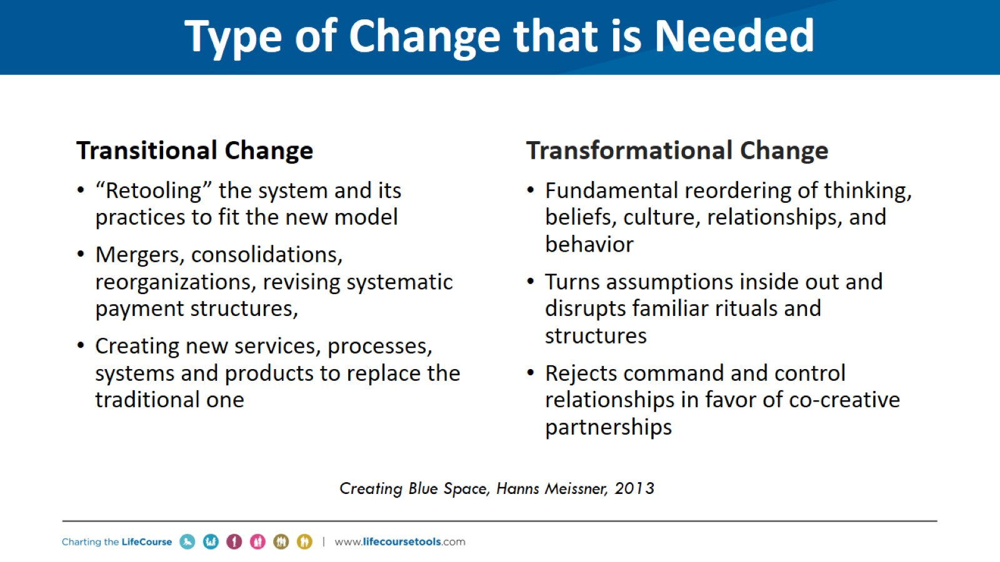 Type of Change that is Needed
Transitional Change
• “Retooling” the system and its
practices to fit the new model
• Mergers, consolidations,
reorganizations, revising systematic
payment structures,
• Creating new services, processes,
systems and products to replace the
traditional one
Transformational Change
• Fundamental reordering of thinking,
beliefs, culture, relationships, and
behavior
• Turns assumptions inside out and
disrupts familiar rituals and
structures
• Rejects command and control
relationships in favor of co-creative
partnerships
Creating Blue Space, Hanns Meissner, 2013
Charting the LifeCourse | www.lifecoursetools.com